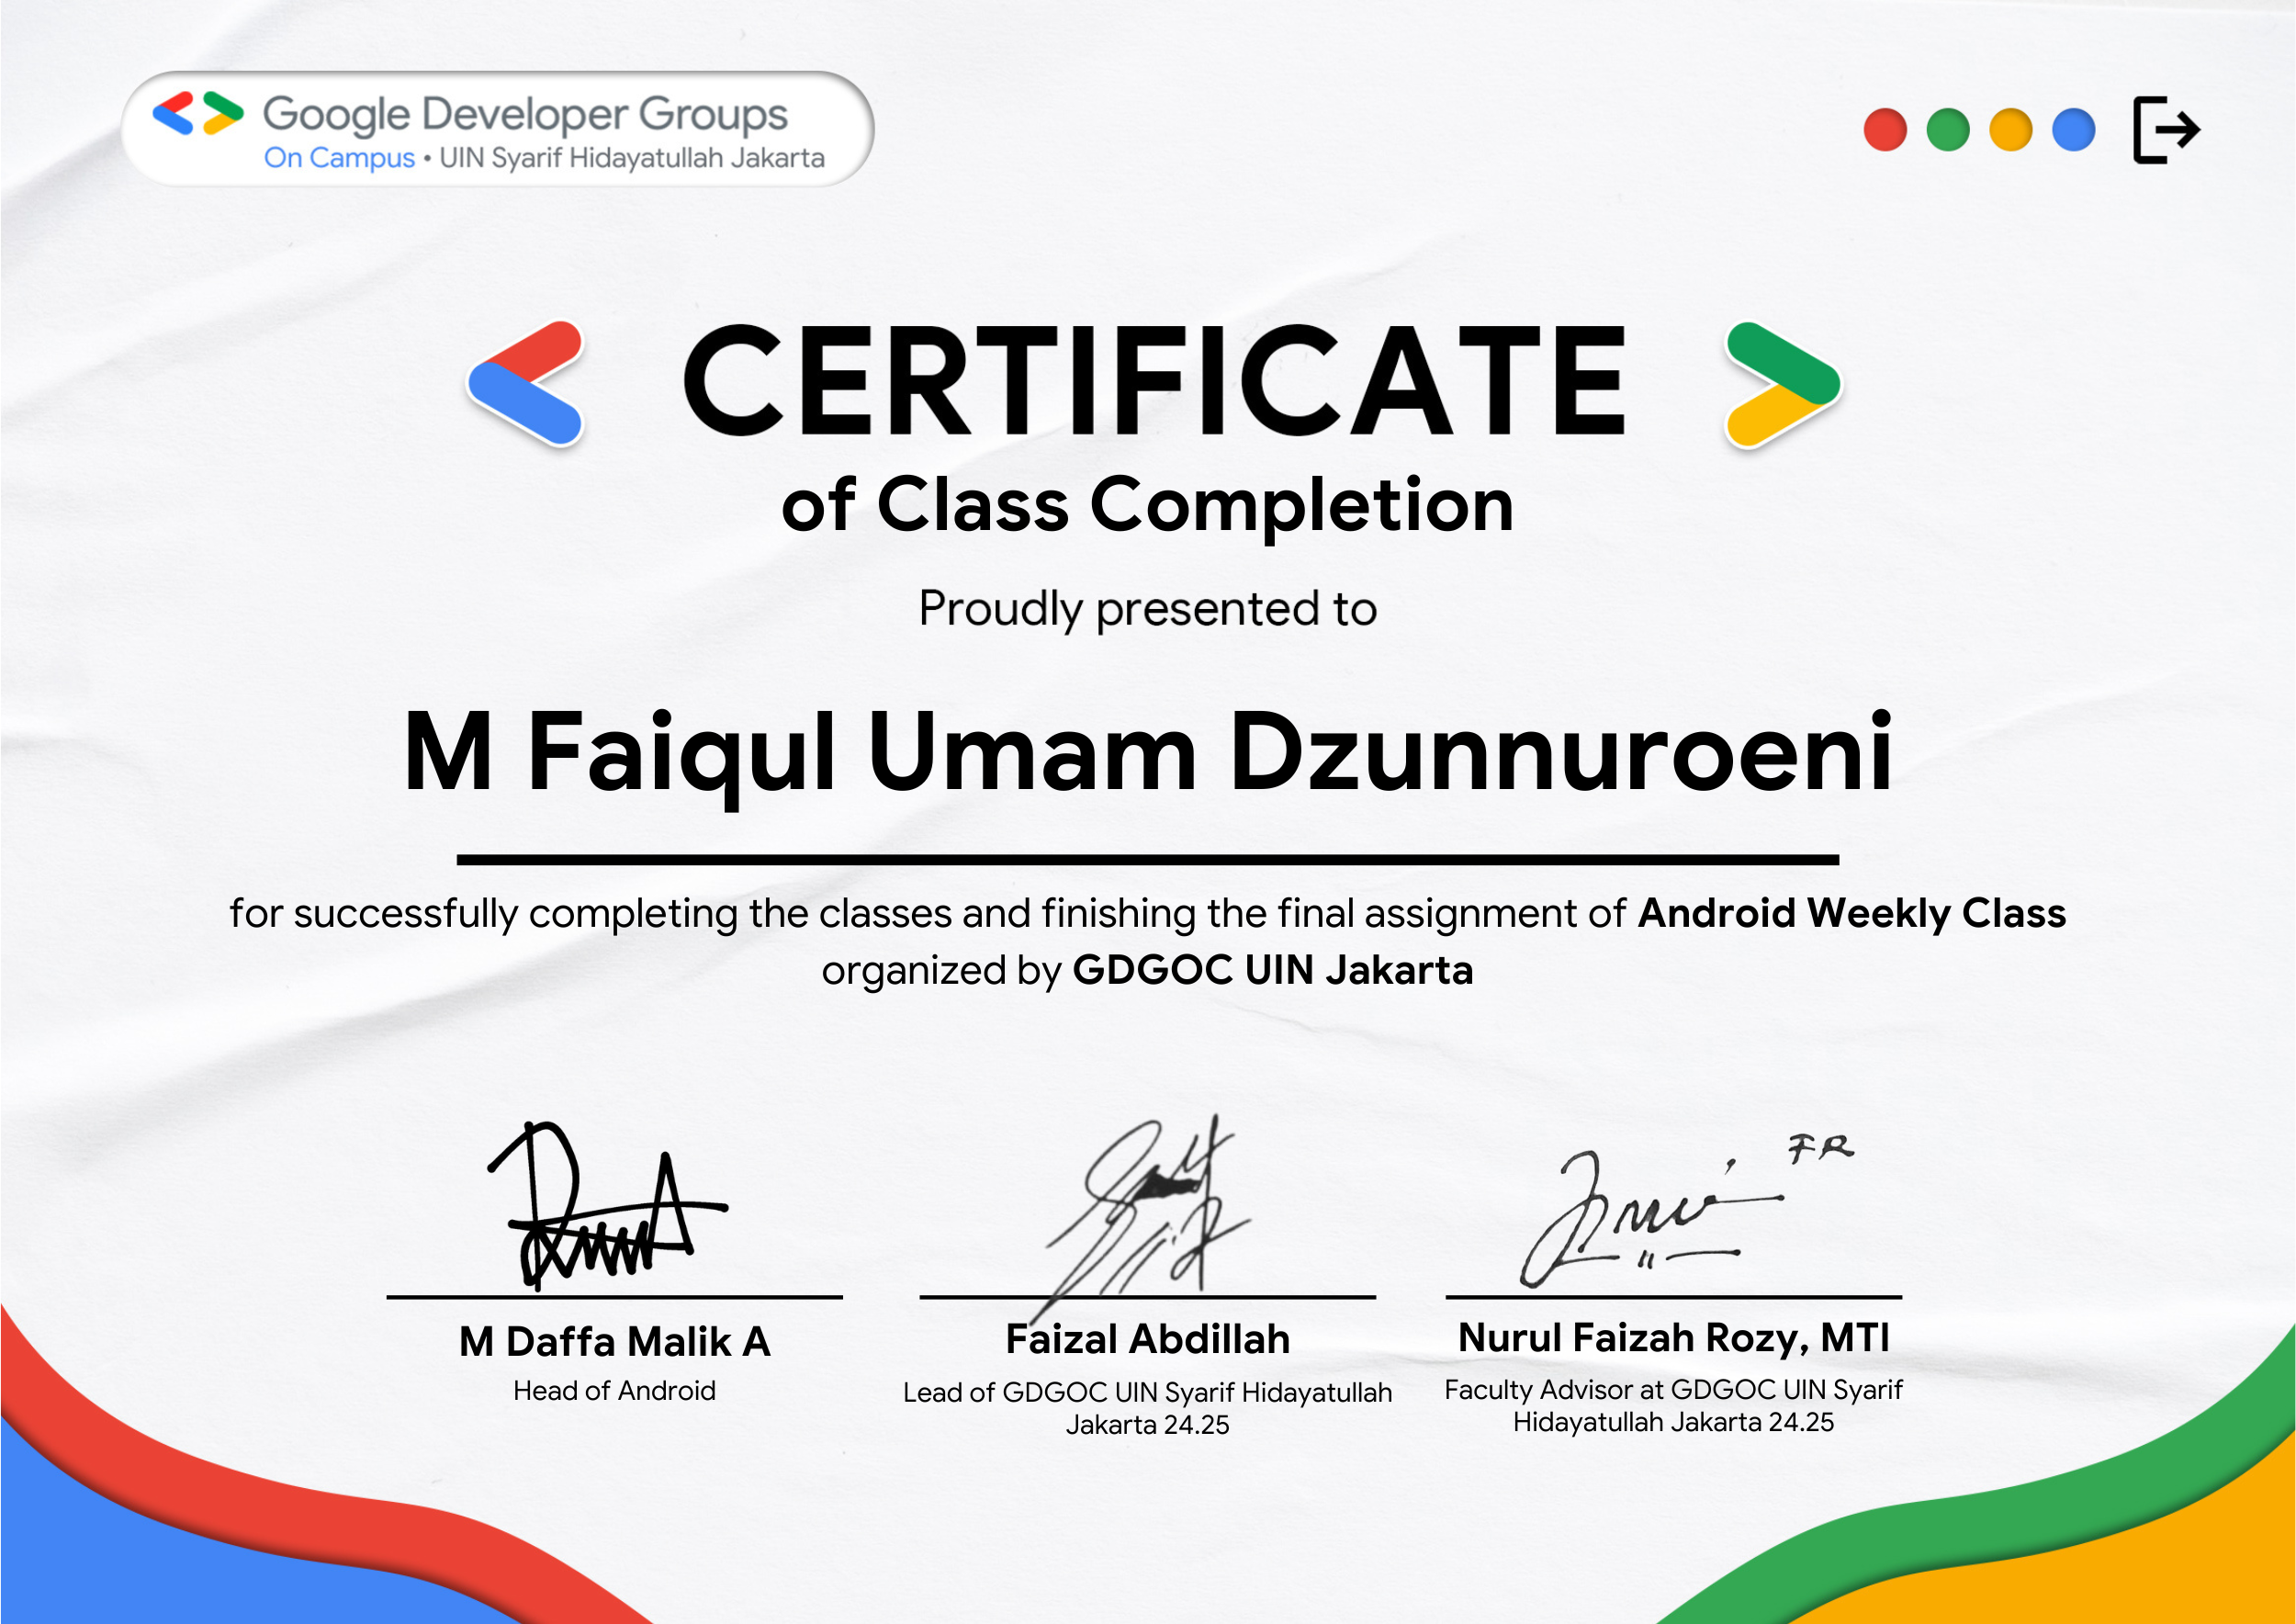 Google Developer Groups
On Campus • UIN Syarif Hidayatullah Jakarta
CERTIFICATE
of Class Completion
Proudly presented to
M Faiqul Umam Dzunnuroeni
for successfully completing the classes and finishing the final assignment of Android Weekly Class
organized by GDGOC UIN Jakarta
FR
M Daffa Malik A
Head of Android
Faizal Abdillah
Lead of GDGOC UIN Syarif Hidayatullah
Jakarta 24.25
Nurul Faizah Rozy, MTI
Faculty Advisor at GDGOC UIN Syarif
Hidayatullah Jakarta 24.25